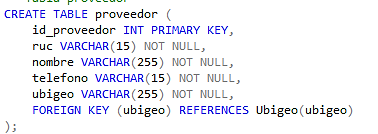 CREATE TABLE proveedor (
    id_proveedor INT PRIMARY KEY,
    ruc VARCHAR(15) NOT NULL,
    nombre VARCHAR(255) NOT NULL,
    telefono VARCHAR(15) NOT NULL,
    ubigeo VARCHAR(255) NOT NULL,
    FOREIGN KEY (ubigeo) REFERENCES Ubigeo(ubigeo)
);